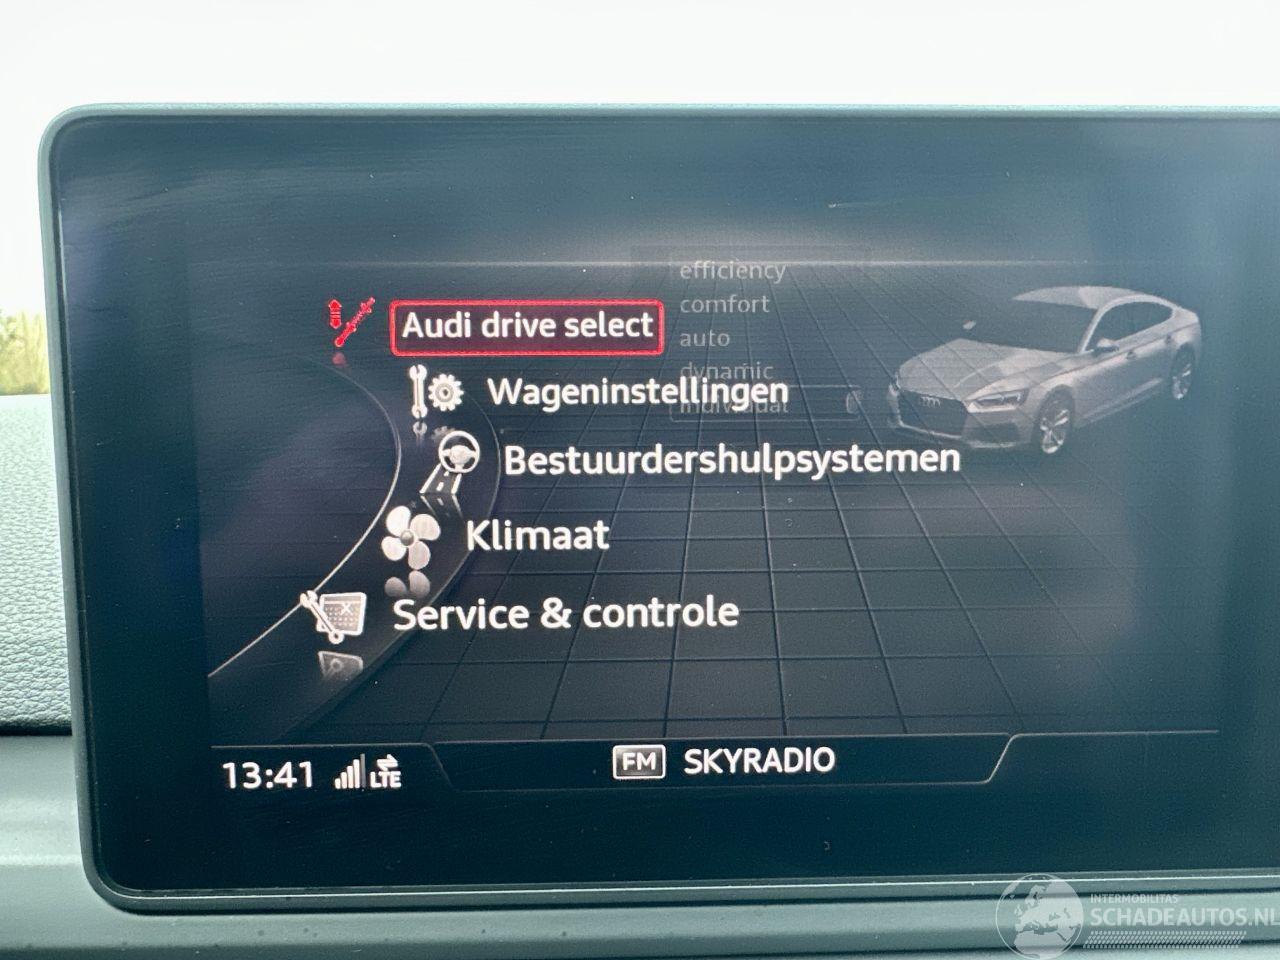 efficiency
comfort
Audi drive select
auto
dynamic
Wageninstellingen
individual
Bestuurdershulpsystemen
Klimaat
Service & controle
13:41 LTE FM SKYRADIO
INTERMOBILITAS
SCHADEAUTOS.NL